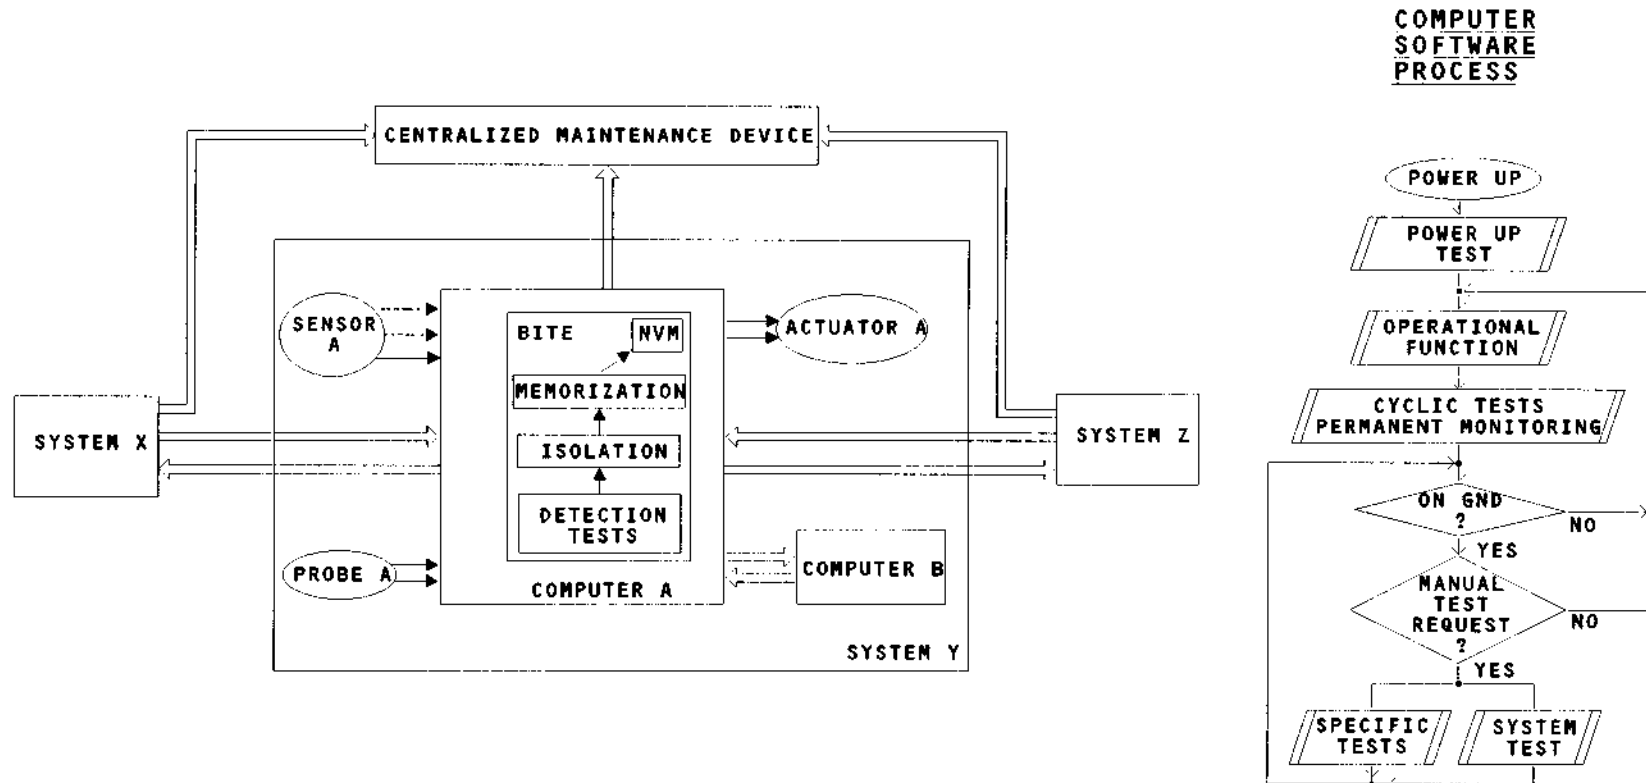 COMPUTER
SOFTWARE
PROCESS
CENTRALIZED MAINTENANCE DEVICE
SENSOR
A
BITE
NVM
ACTUATOR A
MEMORIZATION
SYSTEM X
ISOLATION
SYSTEM Z
DETECTION
TESTS
PROBE A
COMPUTER A
COMPUTER B
SYSTEM Y
POWER UP
POWER UP
TEST
OPERATIONAL
FUNCTION
CYCLIC TESTS
PERMANENT MONITORING
ON GND
?
NO
YES
MANUAL
TEST
REQUEST
?
NO
YES
SPECIFIC
TESTS
SYSTEM
TEST